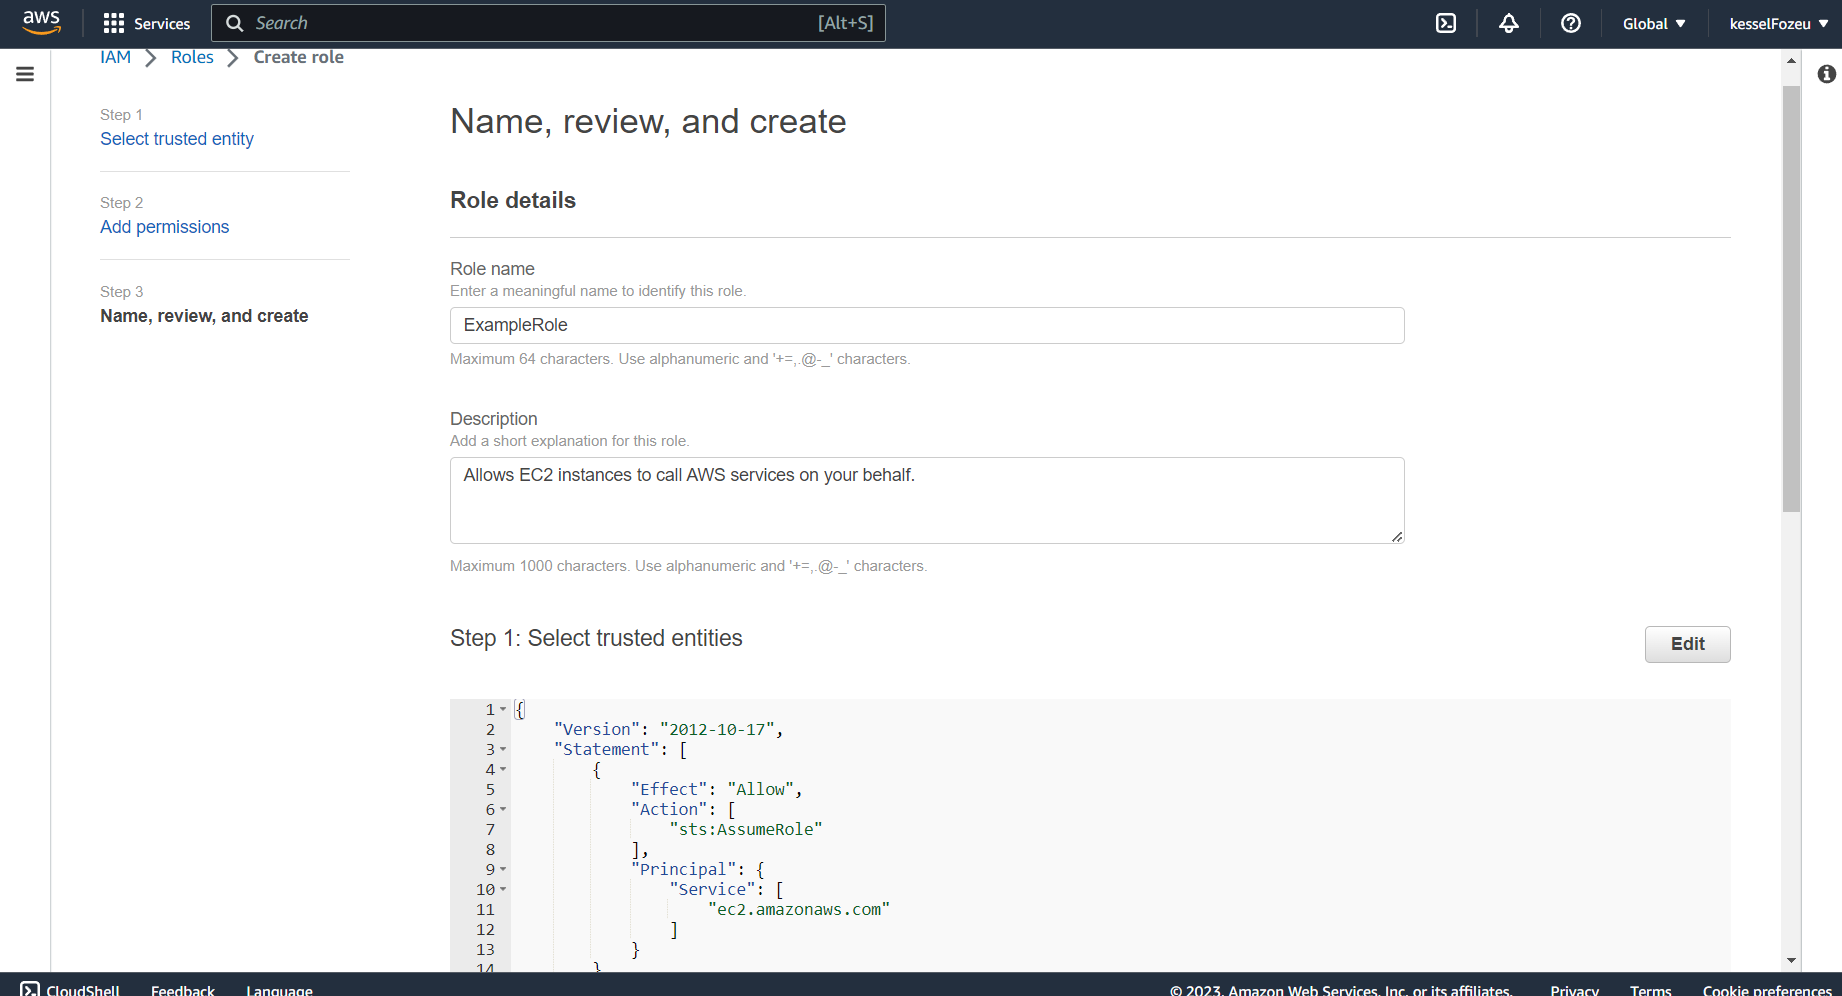 aws
Services
Search
[Alt+S]
Global
kesselFozeu
IAM
Roles
Create role
Step 1
Select trusted entity
Step 2
Add permissions
Step 3
Name, review, and create
Name, review, and create
Role details
Role name
Enter a meaningful name to identify this role.
ExampleRole
Maximum 64 characters. Use alphanumeric and '+=,.@-_' characters.
Description
Add a short explanation for this role.
Allows EC2 instances to call AWS services on your behalf.
Maximum 1000 characters. Use alphanumeric and '+=,.@-_' characters.
Step 1: Select trusted entities
Edit
1 {
2 "Version": "2012-10-17",
3 "Statement": [
4 {
5 "Effect": "Allow",
6 "Action": [
7 "sts:AssumeRole"
8 ],
9 "Principal": {
10 "Service": [
11 "ec2.amazonaws.com"
12 ]
13 }
14 }
CloudShell
Feedback
Language
© 2023, Amazon Web Services, Inc. or its affiliates.
Privacy
Terms
Cookie preferences